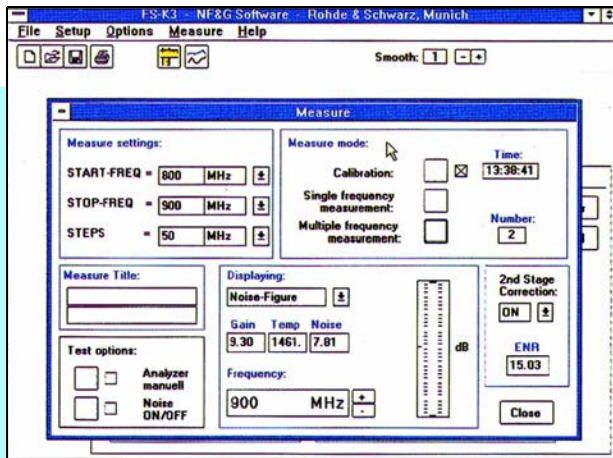 FS-K3 - NF&G Software - Rohde & Schwarz, Munich
File Setup Options Measure Help
Smooth: 1 - +
Measure
Measure settings:
START-FREQ = 800 MHz
STOP-FREQ = 900 MHz
STEPS = 50 MHz
Measure mode:
Calibration:
Single frequency
measurement:
Multiple frequency
measurement:
Time:
13:38:41
Number:
2
Measure Title:
Test options:
Analyzer
manuell
Noise
ON/OFF
Displaying:
Noise-Figure
Gain Temp Noise
9.30 1461. 7.81
Frequency:
900 MHz + -
dB
2nd Stage
Correction:
ON
ENR
15.03
Close